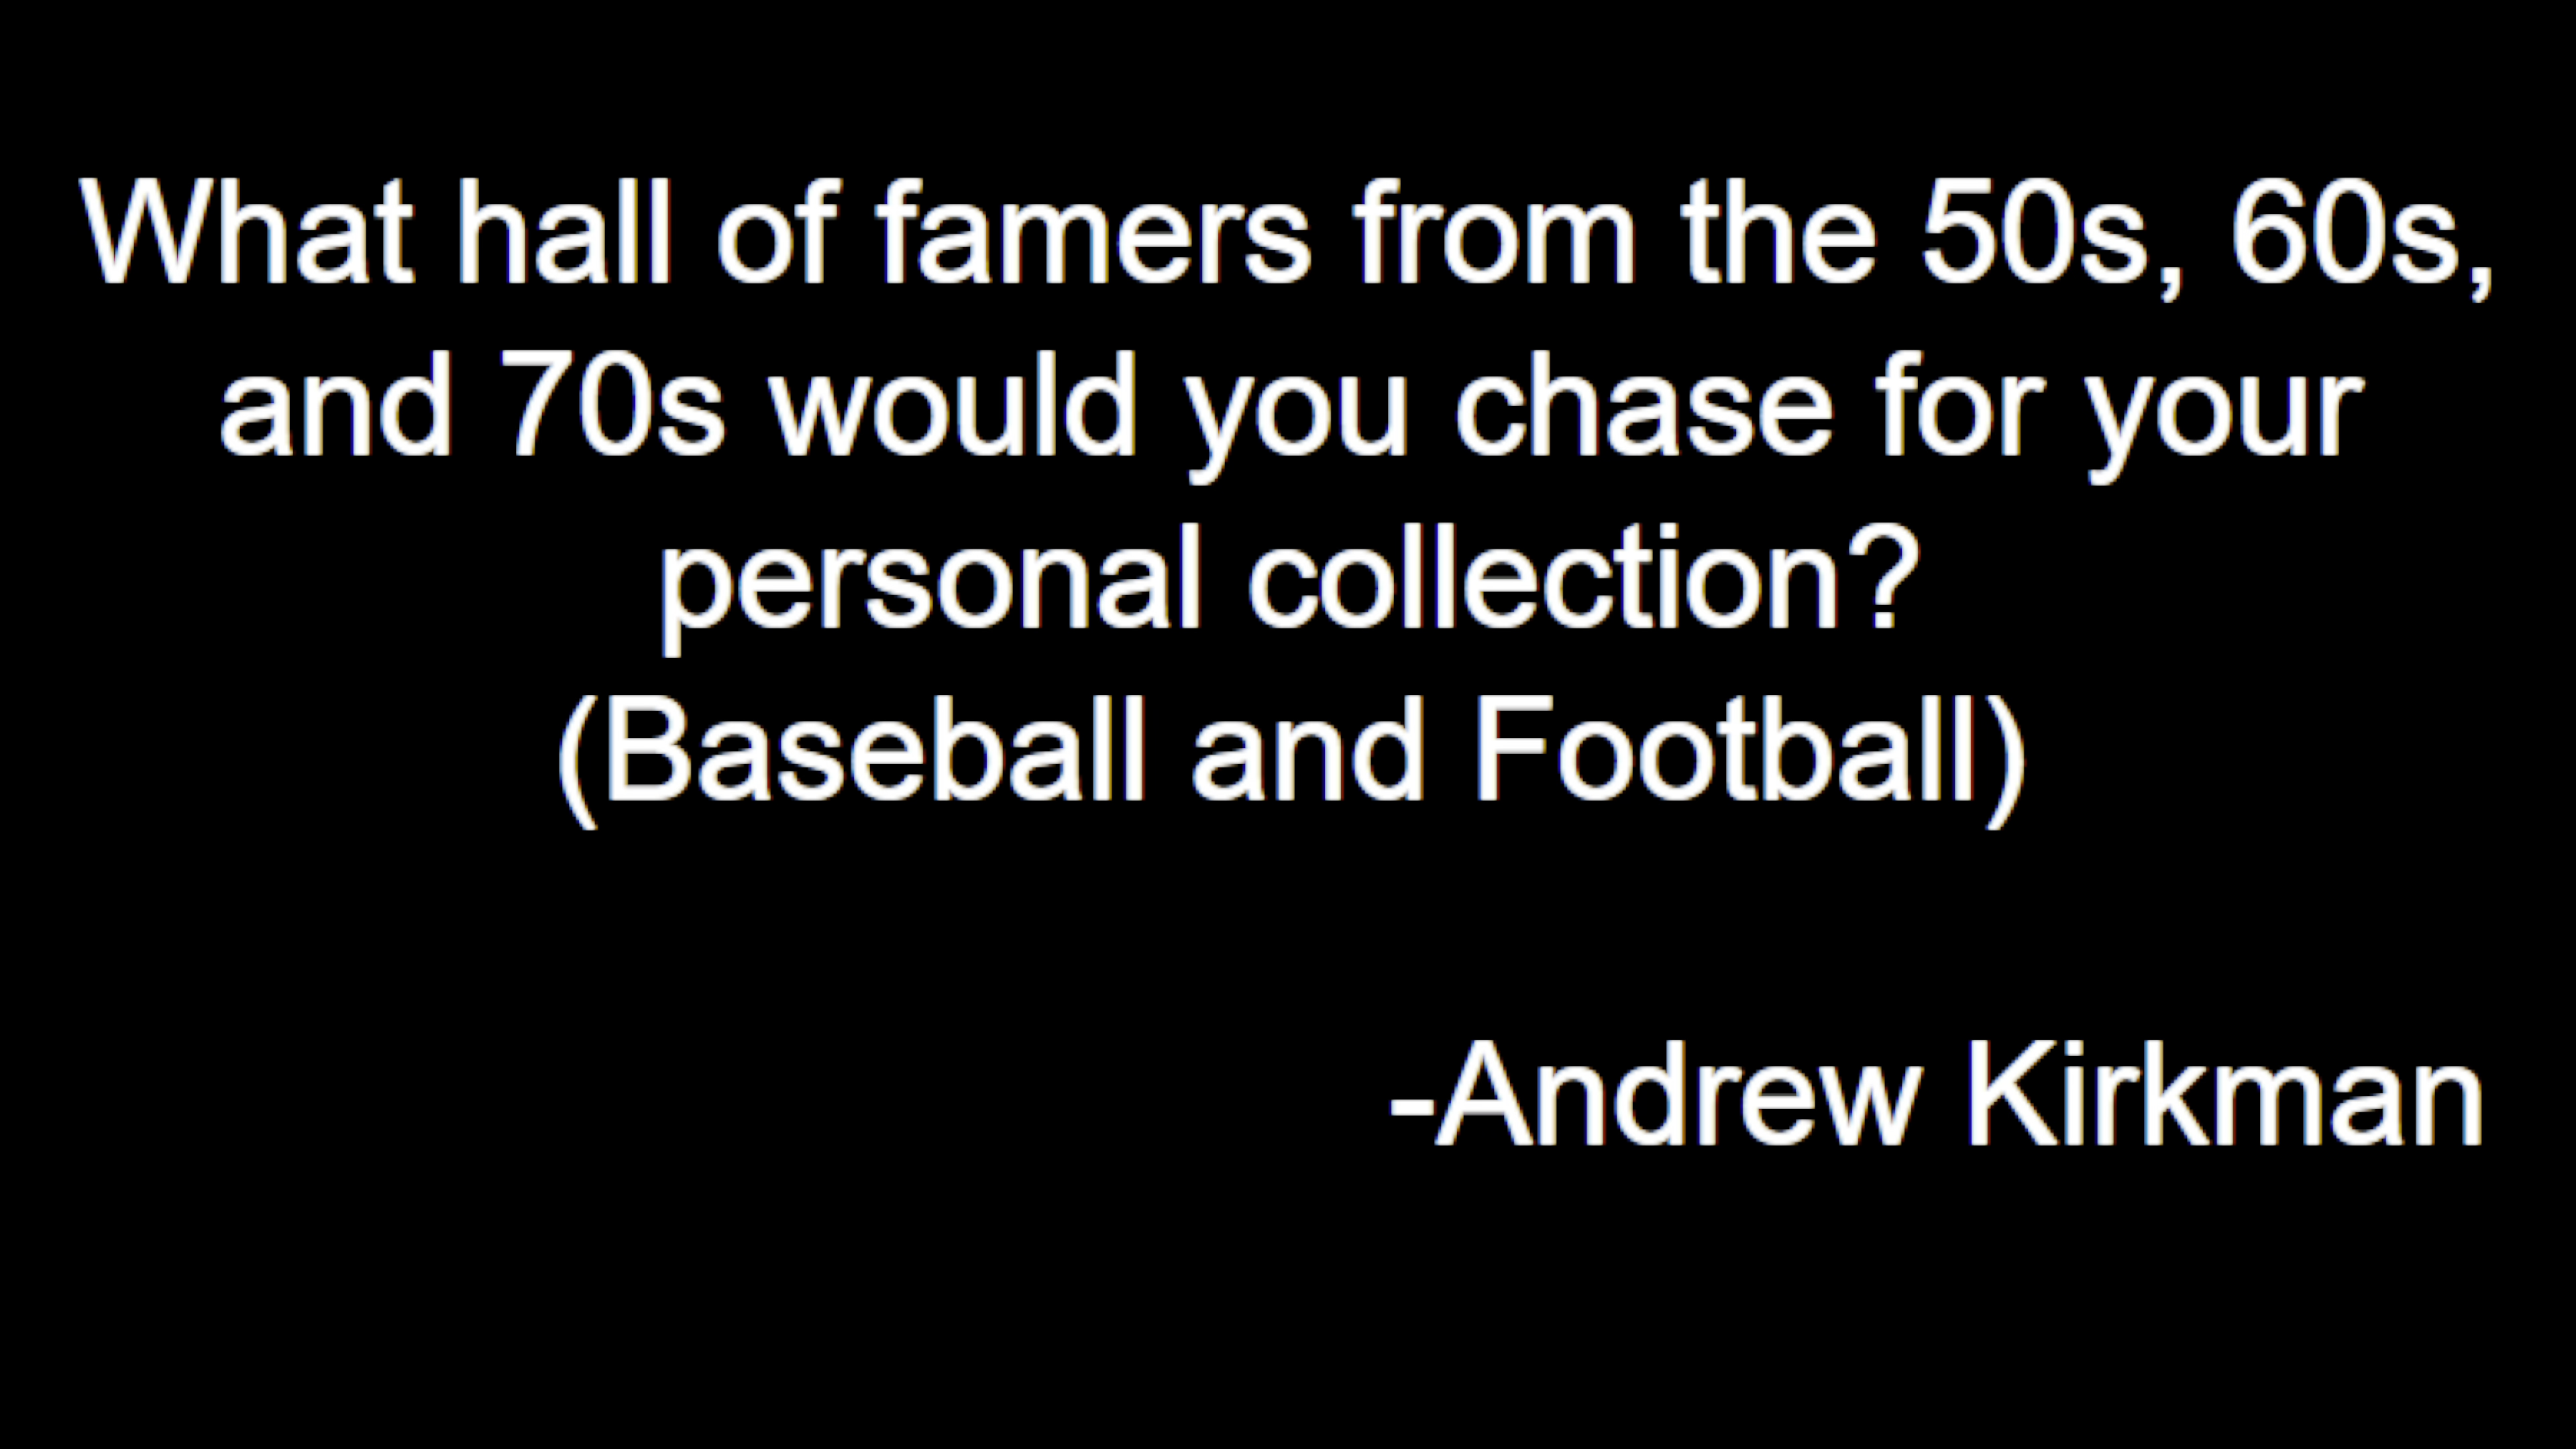 What hall of famers from the 50s, 60s,
and 70s would you chase for your
personal collection?
(Baseball and Football)
-Andrew Kirkman